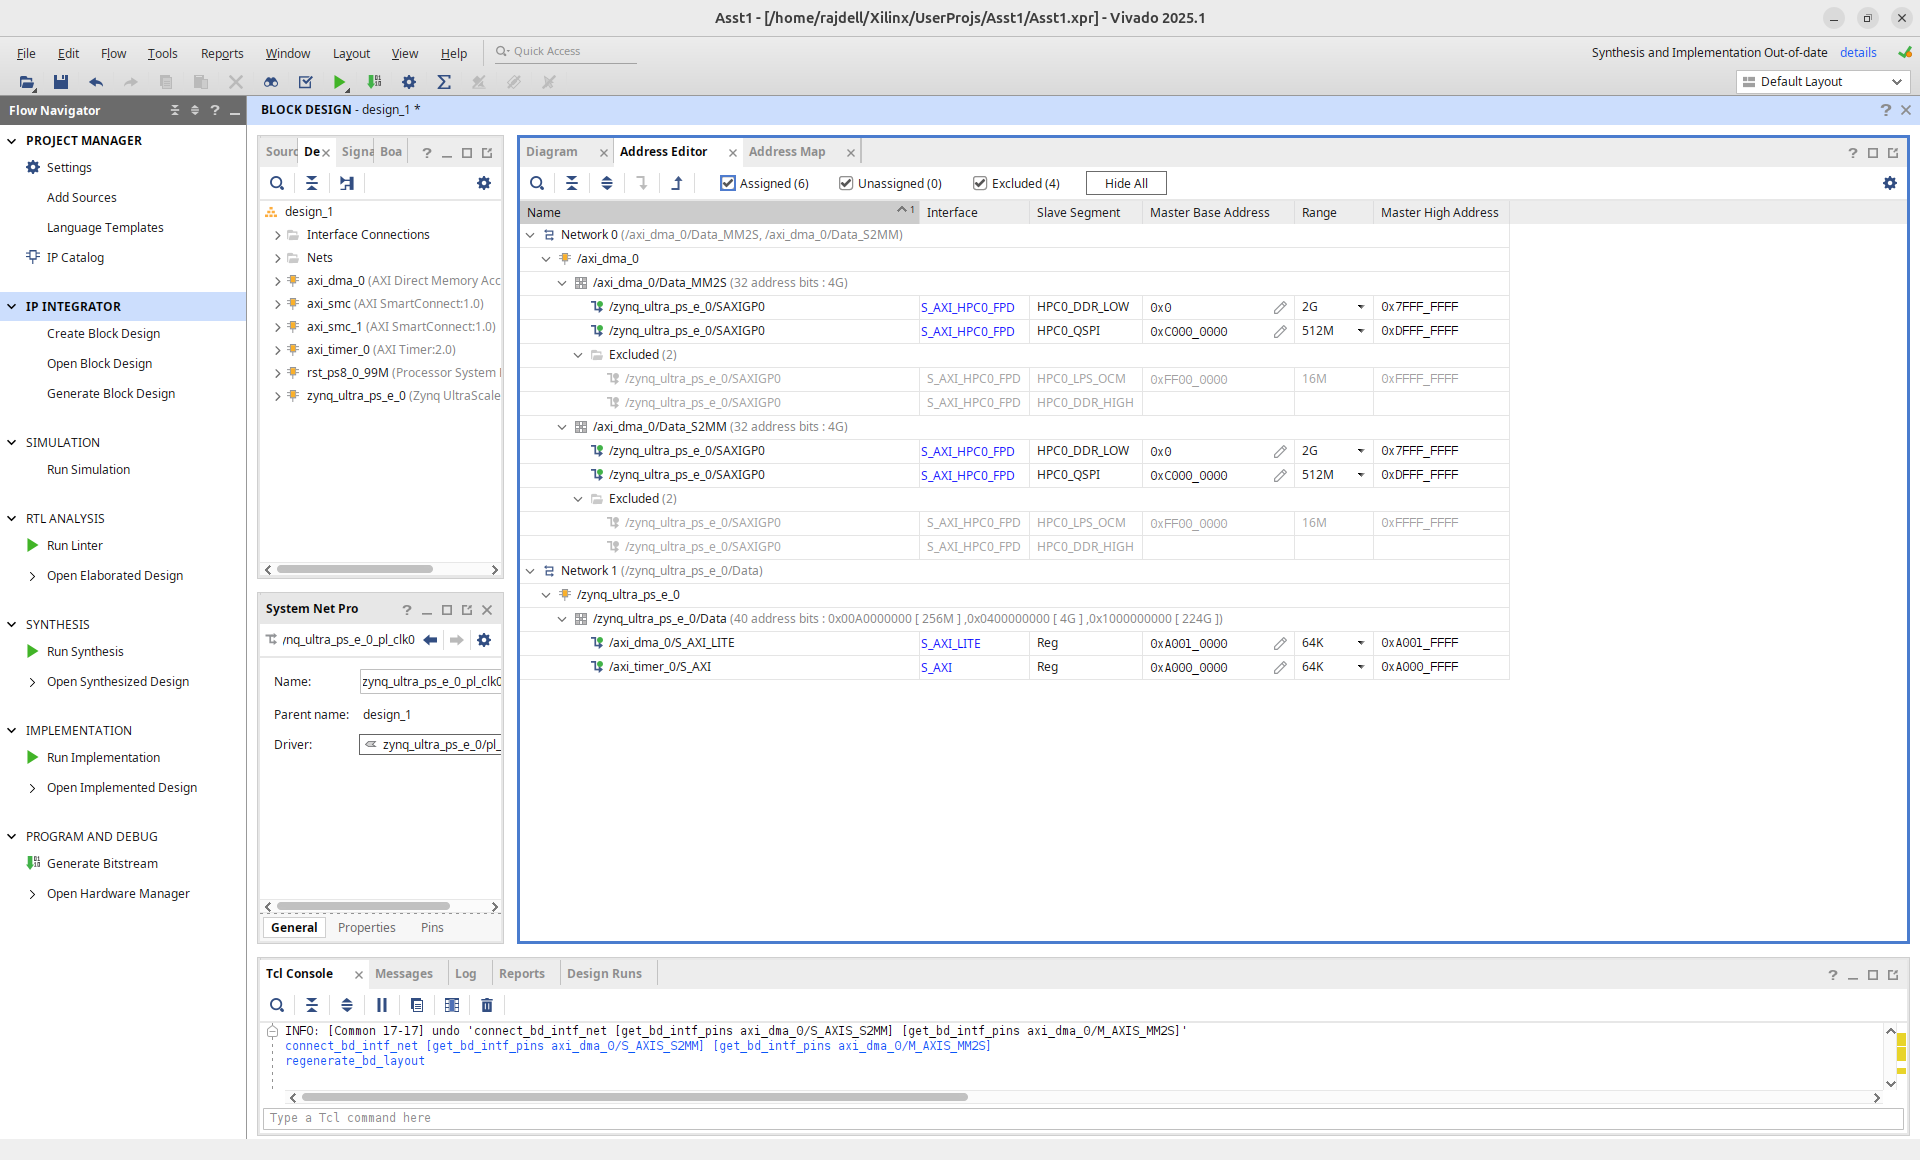 Asst1 - [/home/rajdell/Xilinx/UserProjs/Asst1/Asst1.xpr] - Vivado 2025.1
File Edit Flow Tools Reports Window Layout View Help Quick Access
Synthesis and Implementation Out-of-date details
Default Layout
Flow Navigator
PROJECT MANAGER
Settings
Add Sources
Language Templates
IP Catalog
IP INTEGRATOR
Create Block Design
Open Block Design
Generate Block Design
SIMULATION
Run Simulation
RTL ANALYSIS
Run Linter
Open Elaborated Design
SYNTHESIS
Run Synthesis
Open Synthesized Design
IMPLEMENTATION
Run Implementation
Open Implemented Design
PROGRAM AND DEBUG
Generate Bitstream
Open Hardware Manager
BLOCK DESIGN - design_1 *
Sourc De Signa Boa
design_1
Interface Connections
Nets
axi_dma_0 (AXI Direct Memory Acc
axi_smc (AXI SmartConnect:1.0)
axi_smc_1 (AXI SmartConnect:1.0)
axi_timer_0 (AXI Timer:2.0)
rst_ps8_0_99M (Processor System
zynq_ultra_ps_e_0 (Zynq UltraScale
System Net Pro
/nq_ultra_ps_e_0_pl_clk0
Name: zynq_ultra_ps_e_0_pl_clk0
Parent name: design_1
Driver: zynq_ultra_ps_e_0/pl_
General Properties Pins
Diagram Address Editor Address Map
Assigned (6) Unassigned (0) Excluded (4) Hide All
Name 1 Interface Slave Segment Master Base Address Range Master High Address
Network 0 (/axi_dma_0/Data_MM2S, /axi_dma_0/Data_S2MM)
/axi_dma_0
/axi_dma_0/Data_MM2S (32 address bits : 4G)
/zynq_ultra_ps_e_0/SAXIGP0 S_AXI_HPC0_FPD HPC0_DDR_LOW 0x0 2G 0x7FFF_FFFF
/zynq_ultra_ps_e_0/SAXIGP0 S_AXI_HPC0_FPD HPC0_QSPI 0xC000_0000 512M 0xDFFF_FFFF
Excluded (2)
/zynq_ultra_ps_e_0/SAXIGP0 S_AXI_HPC0_FPD HPC0_LPS_OCM 0xFF00_0000 16M 0xFFFF_FFFF
/zynq_ultra_ps_e_0/SAXIGP0 S_AXI_HPC0_FPD HPC0_DDR_HIGH
/axi_dma_0/Data_S2MM (32 address bits : 4G)
/zynq_ultra_ps_e_0/SAXIGP0 S_AXI_HPC0_FPD HPC0_DDR_LOW 0x0 2G 0x7FFF_FFFF
/zynq_ultra_ps_e_0/SAXIGP0 S_AXI_HPC0_FPD HPC0_QSPI 0xC000_0000 512M 0xDFFF_FFFF
Excluded (2)
/zynq_ultra_ps_e_0/SAXIGP0 S_AXI_HPC0_FPD HPC0_LPS_OCM 0xFF00_0000 16M 0xFFFF_FFFF
/zynq_ultra_ps_e_0/SAXIGP0 S_AXI_HPC0_FPD HPC0_DDR_HIGH
Network 1 (/zynq_ultra_ps_e_0/Data)
/zynq_ultra_ps_e_0
/zynq_ultra_ps_e_0/Data (40 address bits : 0x00A0000000 [ 256M ] ,0x0400000000 [ 4G ] ,0x1000000000 [ 224G ])
/axi_dma_0/S_AXI_LITE S_AXI_LITE Reg 0xA001_0000 64K 0xA001_FFFF
/axi_timer_0/S_AXI S_AXI Reg 0xA000_0000 64K 0xA000_FFFF
Tcl Console Messages Log Reports Design Runs
INFO: [Common 17-17] undo 'connect_bd_intf_net [get_bd_intf_pins axi_dma_0/S_AXIS_S2MM] [get_bd_intf_pins axi_dma_0/M_AXIS_MM2S]'
connect_bd_intf_net [get_bd_intf_pins axi_dma_0/S_AXIS_S2MM] [get_bd_intf_pins axi_dma_0/M_AXIS_MM2S]
regenerate_bd_layout
Type a Tcl command here